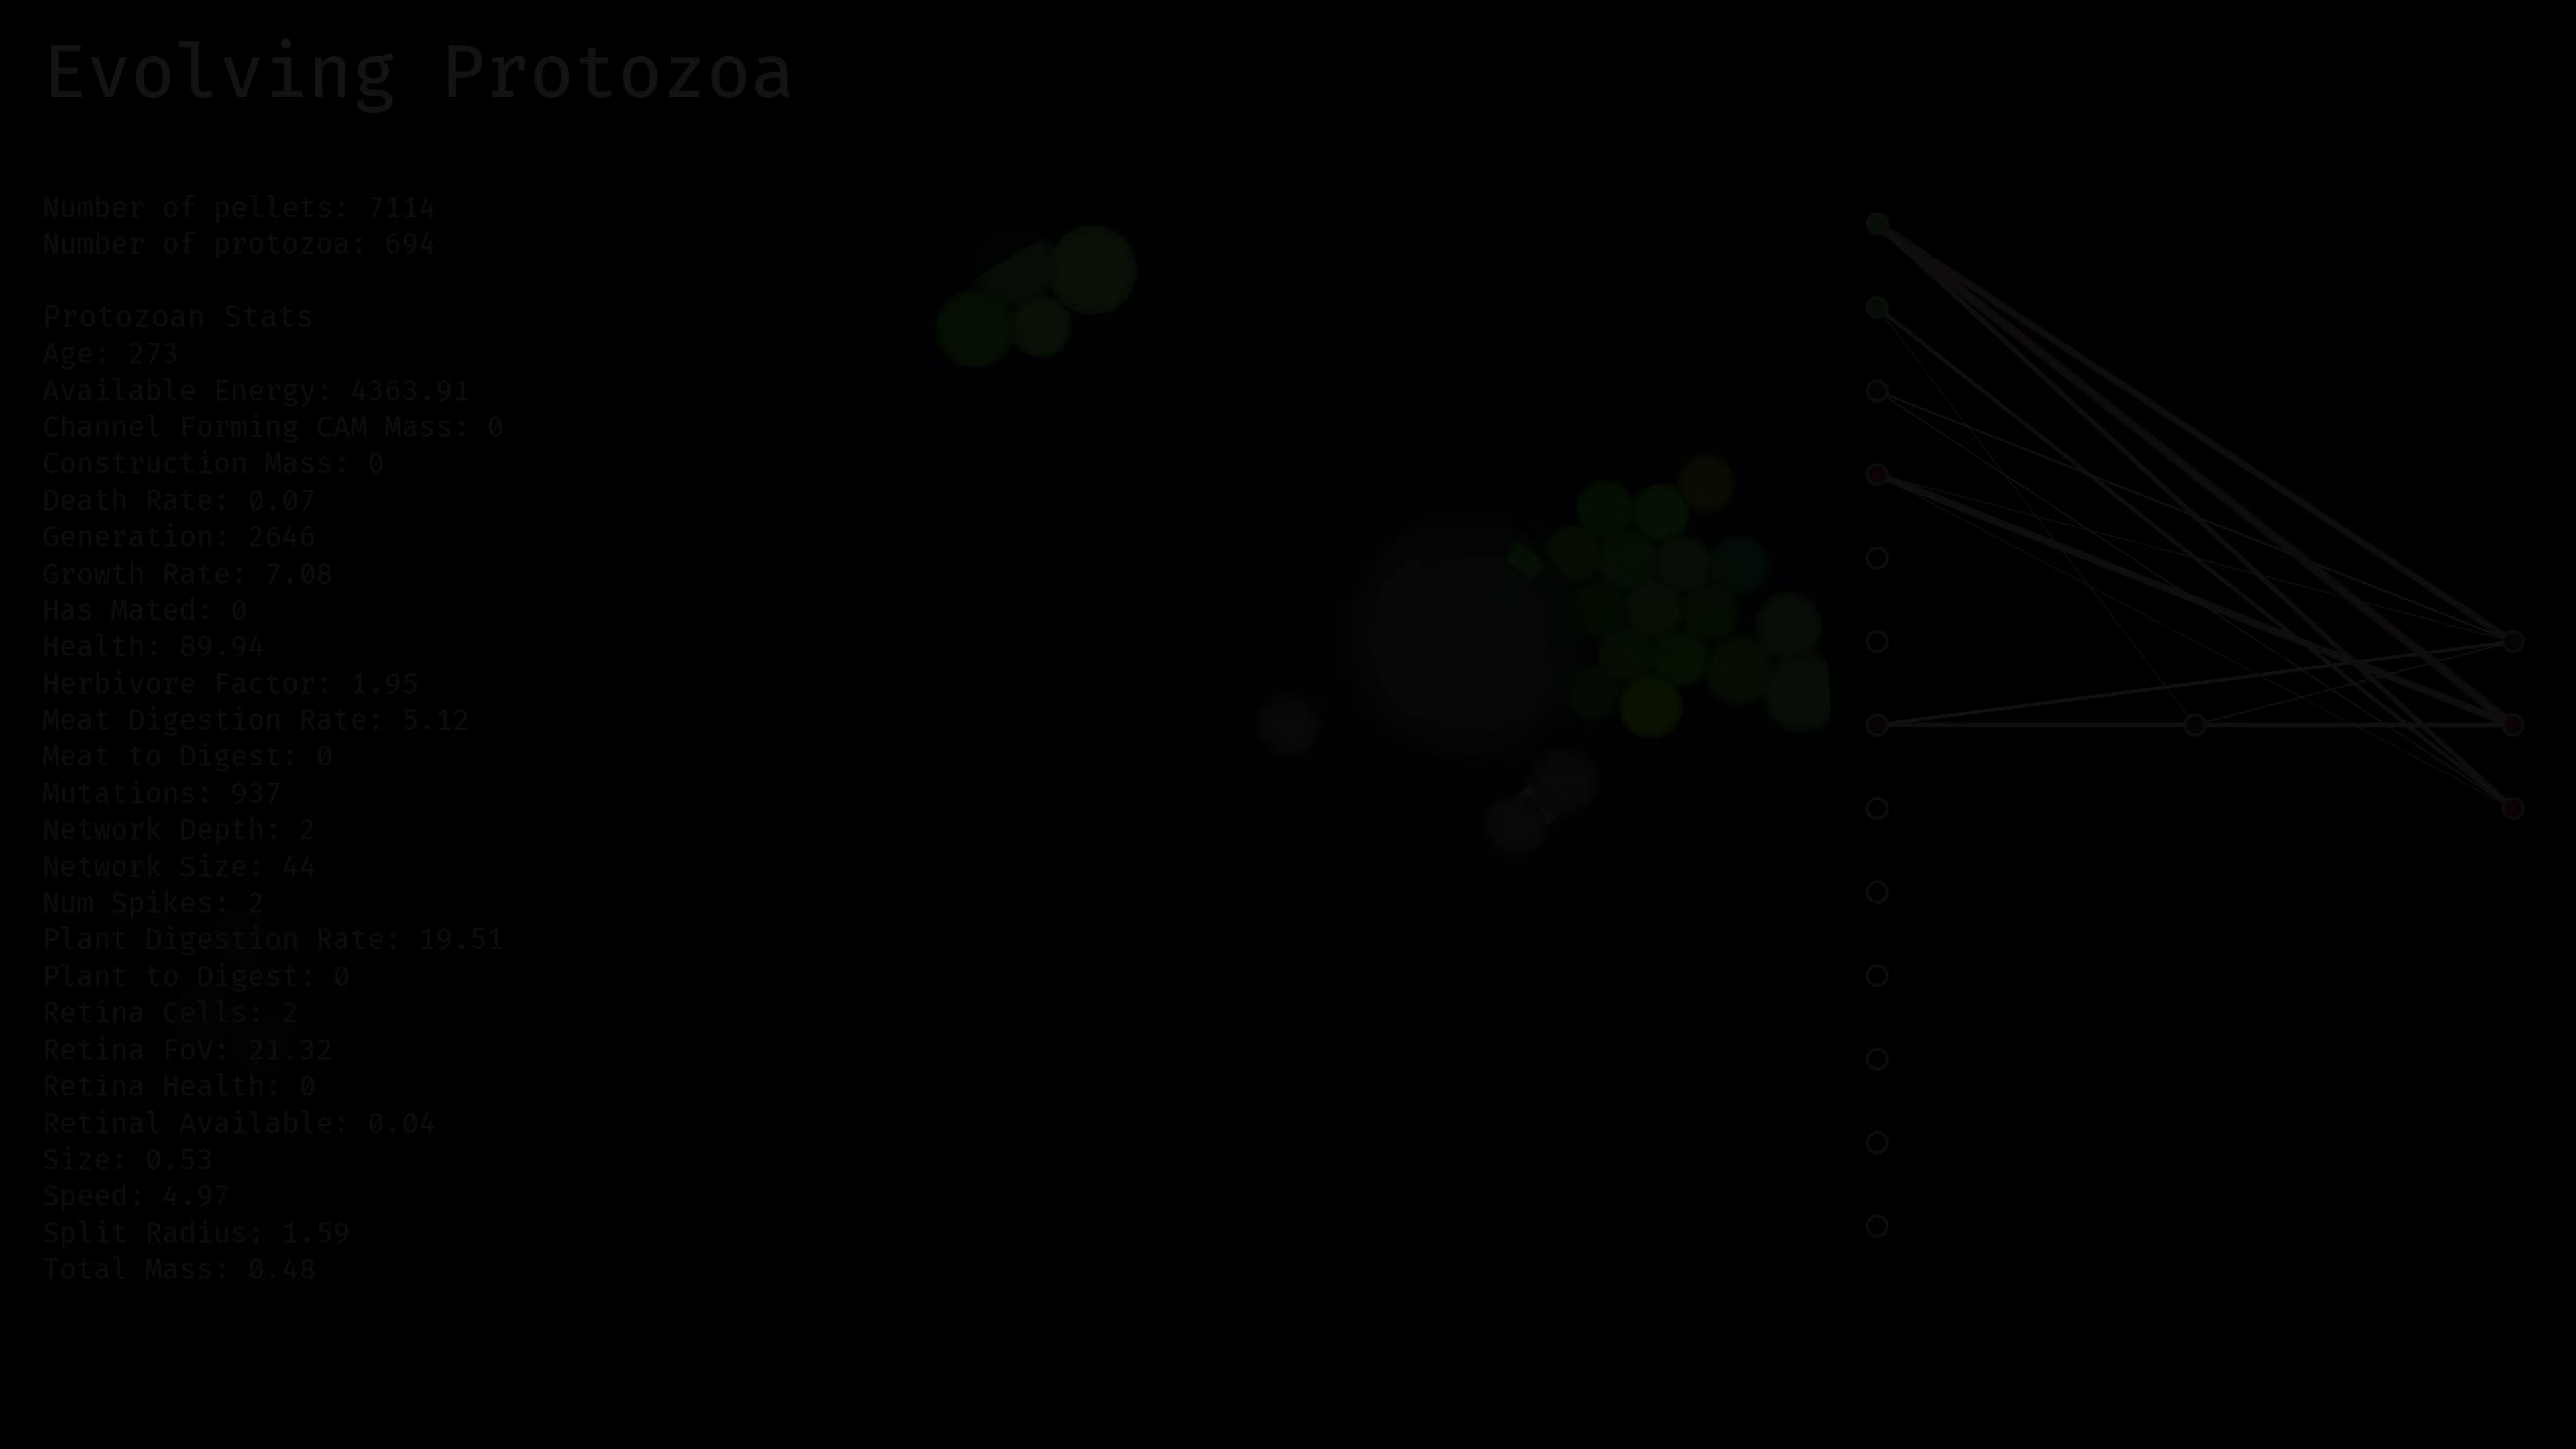 Evolving Protozoa
Number of pellets: 7114
Number of protozoa: 694
Protozoan Stats
Age: 273
Available Energy: 4363.91
Channel Forming CAM Mass: 0
Construction Mass: 0
Death Rate: 0.07
Generation: 2646
Growth Rate: 7.08
Has Mated: 0
Health: 89.94
Herbivore Factor: 1.95
Meat Digestion Rate: 5.12
Meat to Digest: 0
Mutations: 937
Network Depth: 2
Network Size: 44
Num Spikes: 2
Plant Digestion Rate: 19.51
Plant to Digest: 0
Retina Cells: 2
Retina FoV: 21.32
Retina Health: 0
Retinal Available: 0.04
Size: 0.53
Speed: 4.97
Split Radius: 1.59
Total Mass: 0.48